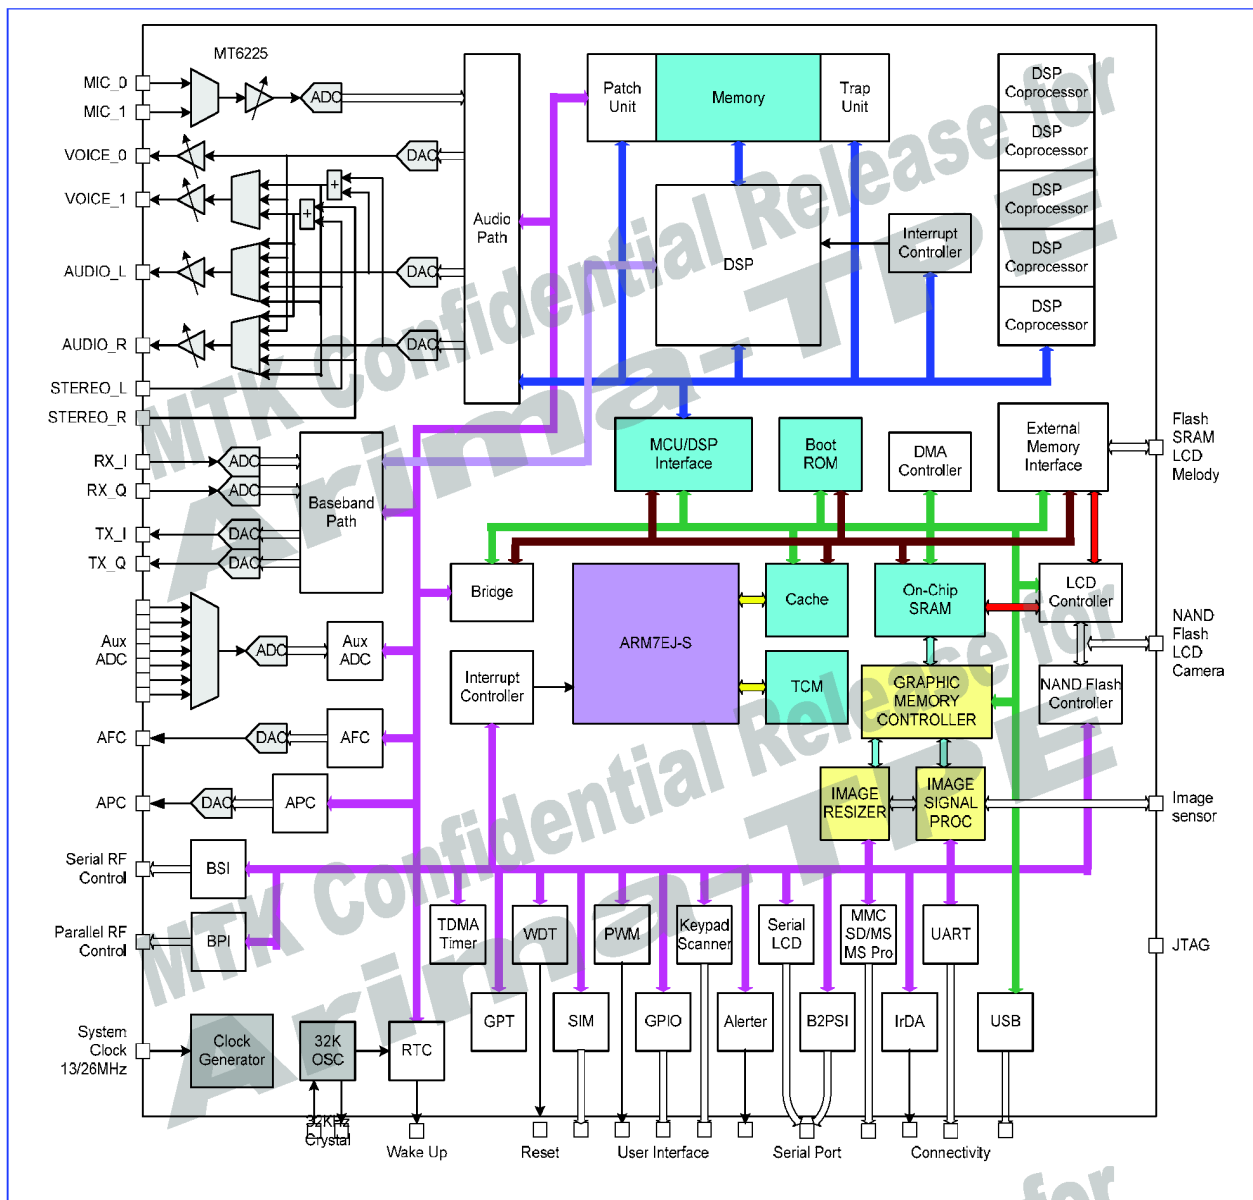 MT6225
MIC_0
MIC_1
ADC
VOICE_0
DAC
VOICE_1
+
+
AUDIO_L
DAC
AUDIO_R
DAC
STEREO_L
STEREO_R
Audio
Path
Patch
Unit
Memory
Trap
Unit
DSP
Interrupt
Controller
DSP
Coprocessor
DSP
Coprocessor
DSP
Coprocessor
DSP
Coprocessor
DSP
Coprocessor
RX_I
ADC
RX_Q
ADC
TX_I
DAC
TX_Q
DAC
Baseband
Path
MCU/DSP
Interface
Boot
ROM
DMA
Controller
External
Memory
Interface
Flash
SRAM
LCD
Melody
Bridge
ARM7EJ-S
Cache
On-Chip
SRAM
LCD
Controller
NAND
Flash
LCD
Camera
Aux
ADC
ADC
Aux
ADC
Interrupt
Controller
TCM
GRAPHIC
MEMORY
CONTROLLER
NAND Flash
Controller
AFC
DAC
AFC
APC
DAC
APC
IMAGE
RESIZER
IMAGE
SIGNAL
PROC
Image
sensor
Serial RF
Control
BSI
Parallel RF
Control
BPI
TDMA
Timer
WDT
PWM
Keypad
Scanner
Serial
LCD
MMC
SD/MS
MS Pro
UART
JTAG
GPT
SIM
GPIO
Alerter
B2PSI
IrDA
USB
System
Clock
13/26MHz
Clock
Generator
32K
OSC
RTC
32KHz
Crystal
Wake Up
Reset
User Interface
Serial Port
Connectivity
MTK Confidential Release for
Arima-TPE
MTK Confidential Release for
Arima-TPE
for